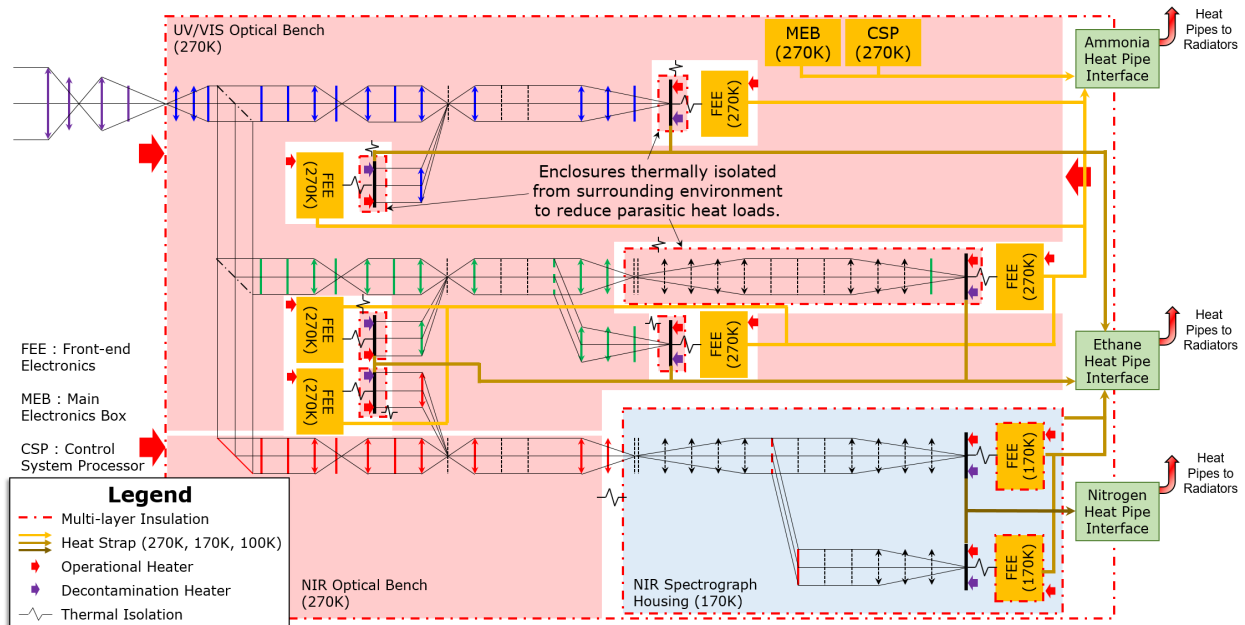 UV/VIS Optical Bench
(270K)
MEB
(270K)
CSP
(270K)
Ammonia
Heat Pipe
Interface
Heat
Pipes to
Radiators
FEE
(270K)
FEE
(270K)
Enclosures thermally isolated
from surrounding environment
to reduce parasitic heat loads.
FEE
(270K)
FEE
(270K)
FEE
(270K)
FEE
(270K)
Ethane
Heat Pipe
Interface
Heat
Pipes to
Radiators
FEE : Front-end
Electronics
MEB : Main
Electronics Box
CSP : Control
System Processor
FEE
(170K)
FEE
(170K)
Nitrogen
Heat Pipe
Interface
Heat
Pipes to
Radiators
NIR Optical Bench
(270K)
NIR Spectrograph
Housing (170K)
Legend
Multi-layer Insulation
Heat Strap (270K, 170K, 100K)
Operational Heater
Decontamination Heater
Thermal Isolation